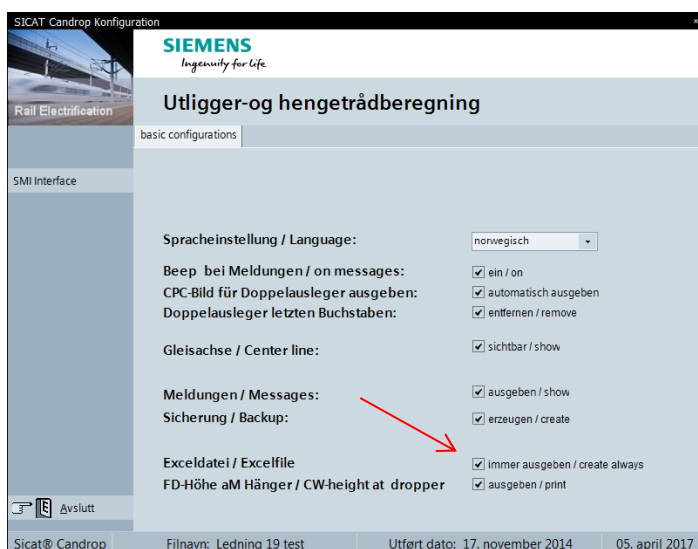 SICAT Candrop Konfiguration
×
SIEMENS
Ingenuity for life
Rail Electrification
Utligger-og hengetrådberegning
basic configurations
SMI Interface
Spracheinstellung / Language:
norwegisch
Beep bei Meldungen / on messages:
ein / on
CPC-Bild für Doppelausleger ausgeben:
automatisch ausgeben
Doppelausleger letzten Buchstaben:
entfernen / remove
Gleisachse / Center line:
sichtbar / show
Meldungen / Messages:
ausgeben / show
Sicherung / Backup:
erzeugen / create
Exceldatei / Excelfile
immer ausgeben / create always
FD-Höhe aM Hänger / CW-height at dropper
ausgeben / print
Avslutt
Sicat® Candrop
Filnavn: Ledning 19 test
Utført dato: 17. november 2014
05. april 2017